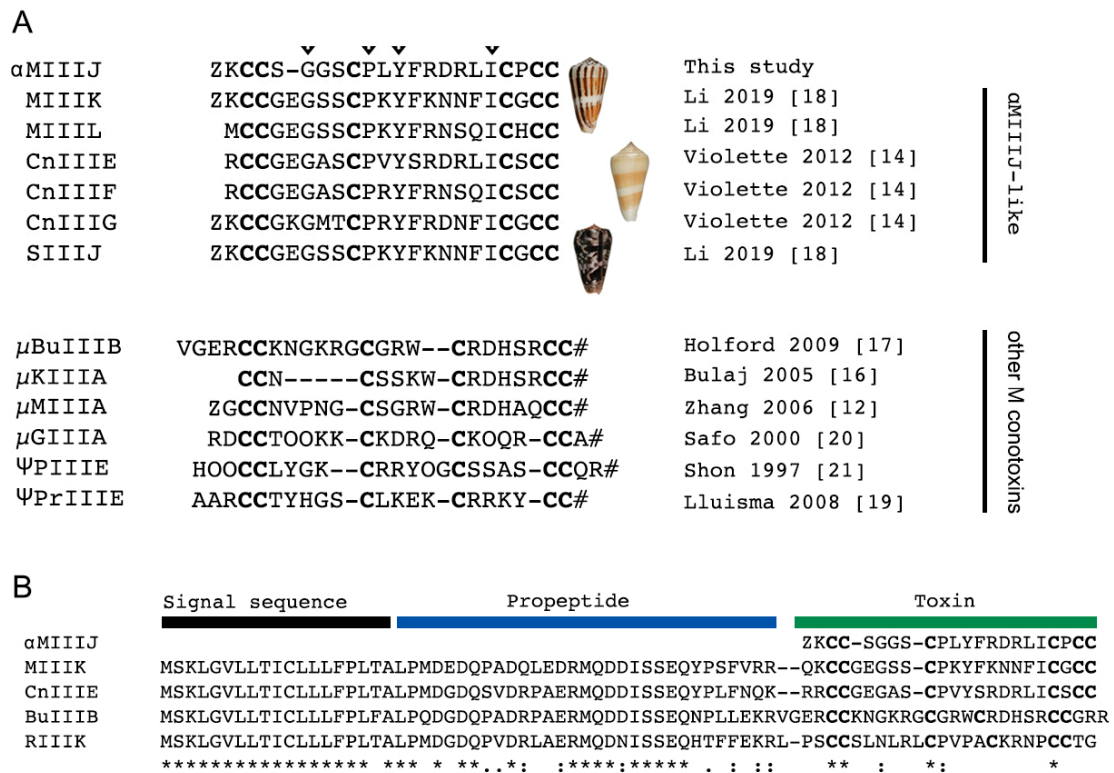 A
αMIIIJ ZKCCS-GGSCPLYFRDRLICPCC This study
MIIIK ZKCCGEGSSCPKYFKNNFICGCC Li 2019 [18]
MIIIL MCCGEGSSCPKYFRNSQICHCC Li 2019 [18]
CnIIIE RCCGEGASCPVYSRDRLICSCC Violette 2012 [14]
CnIIIF RCCGEGASCPRYFRNSQICSCC Violette 2012 [14]
CnIIIG ZKCCGKGMTCPRYFRDNFICGCC Violette 2012 [14]
SIIIJ ZKCCGEGSSCPKYFRNNFICGCC Li 2019 [18]
αMIIIJ-like
μBuIIIB VGERCCKNGKRGCGRW--CRDHSRCC# Holford 2009 [17]
μKIIIA CCN-----CSSKW-CRDHSRCC# Bulaj 2005 [16]
μMIIIA ZGCCNVPNG-CSGRW-CRDHAQCC# Zhang 2006 [12]
μGIIIA RDCCTOOKK-CKDRQ-CKOQR-CCA# Safo 2000 [20]
ΨPIIIE HOOCCLYGK--CRRYOGCSSAS-CCQR# Shon 1997 [21]
ΨPrIIIE AARCCTYHGS-CLKEK-CRRKY-CC# Lluisma 2008 [19]
other M conotoxins
B
Signal sequence Propeptide Toxin
αMIIIJ ZKCC-SGGS-CPLYFRDRLICPCC
MIIIK MSKLGVLLTICLLLFPLTALPMDEDQPADQLEDRMQDDISSEQYPSFVRR--QKCCGEGSS-CPKYFKNNFICGCC
CnIIIE MSKLGVLLTICLLLFPLTALPMDGDQSVDRPAERMQDDISSEQYPLFNQK--RRCCGEGAS-CPVYSRDRLICSCC
BuIIIB MSKLGVLLTICLLLFPLFALPQDGDQPADRPAERMQDDISSEQNPLLEKRVGERCCKNGKRGCGRWCRDHSRCCGRR
RIIIK MSKLGVLLTICLLLFPLTALPMDGDQPVDRLAERMQDNISSEQHTFFEKRL-PSCCSLNLRLCPVPACKRNPCCTG
***************** *** * **..*: :****:***** . : :: ** : *: *